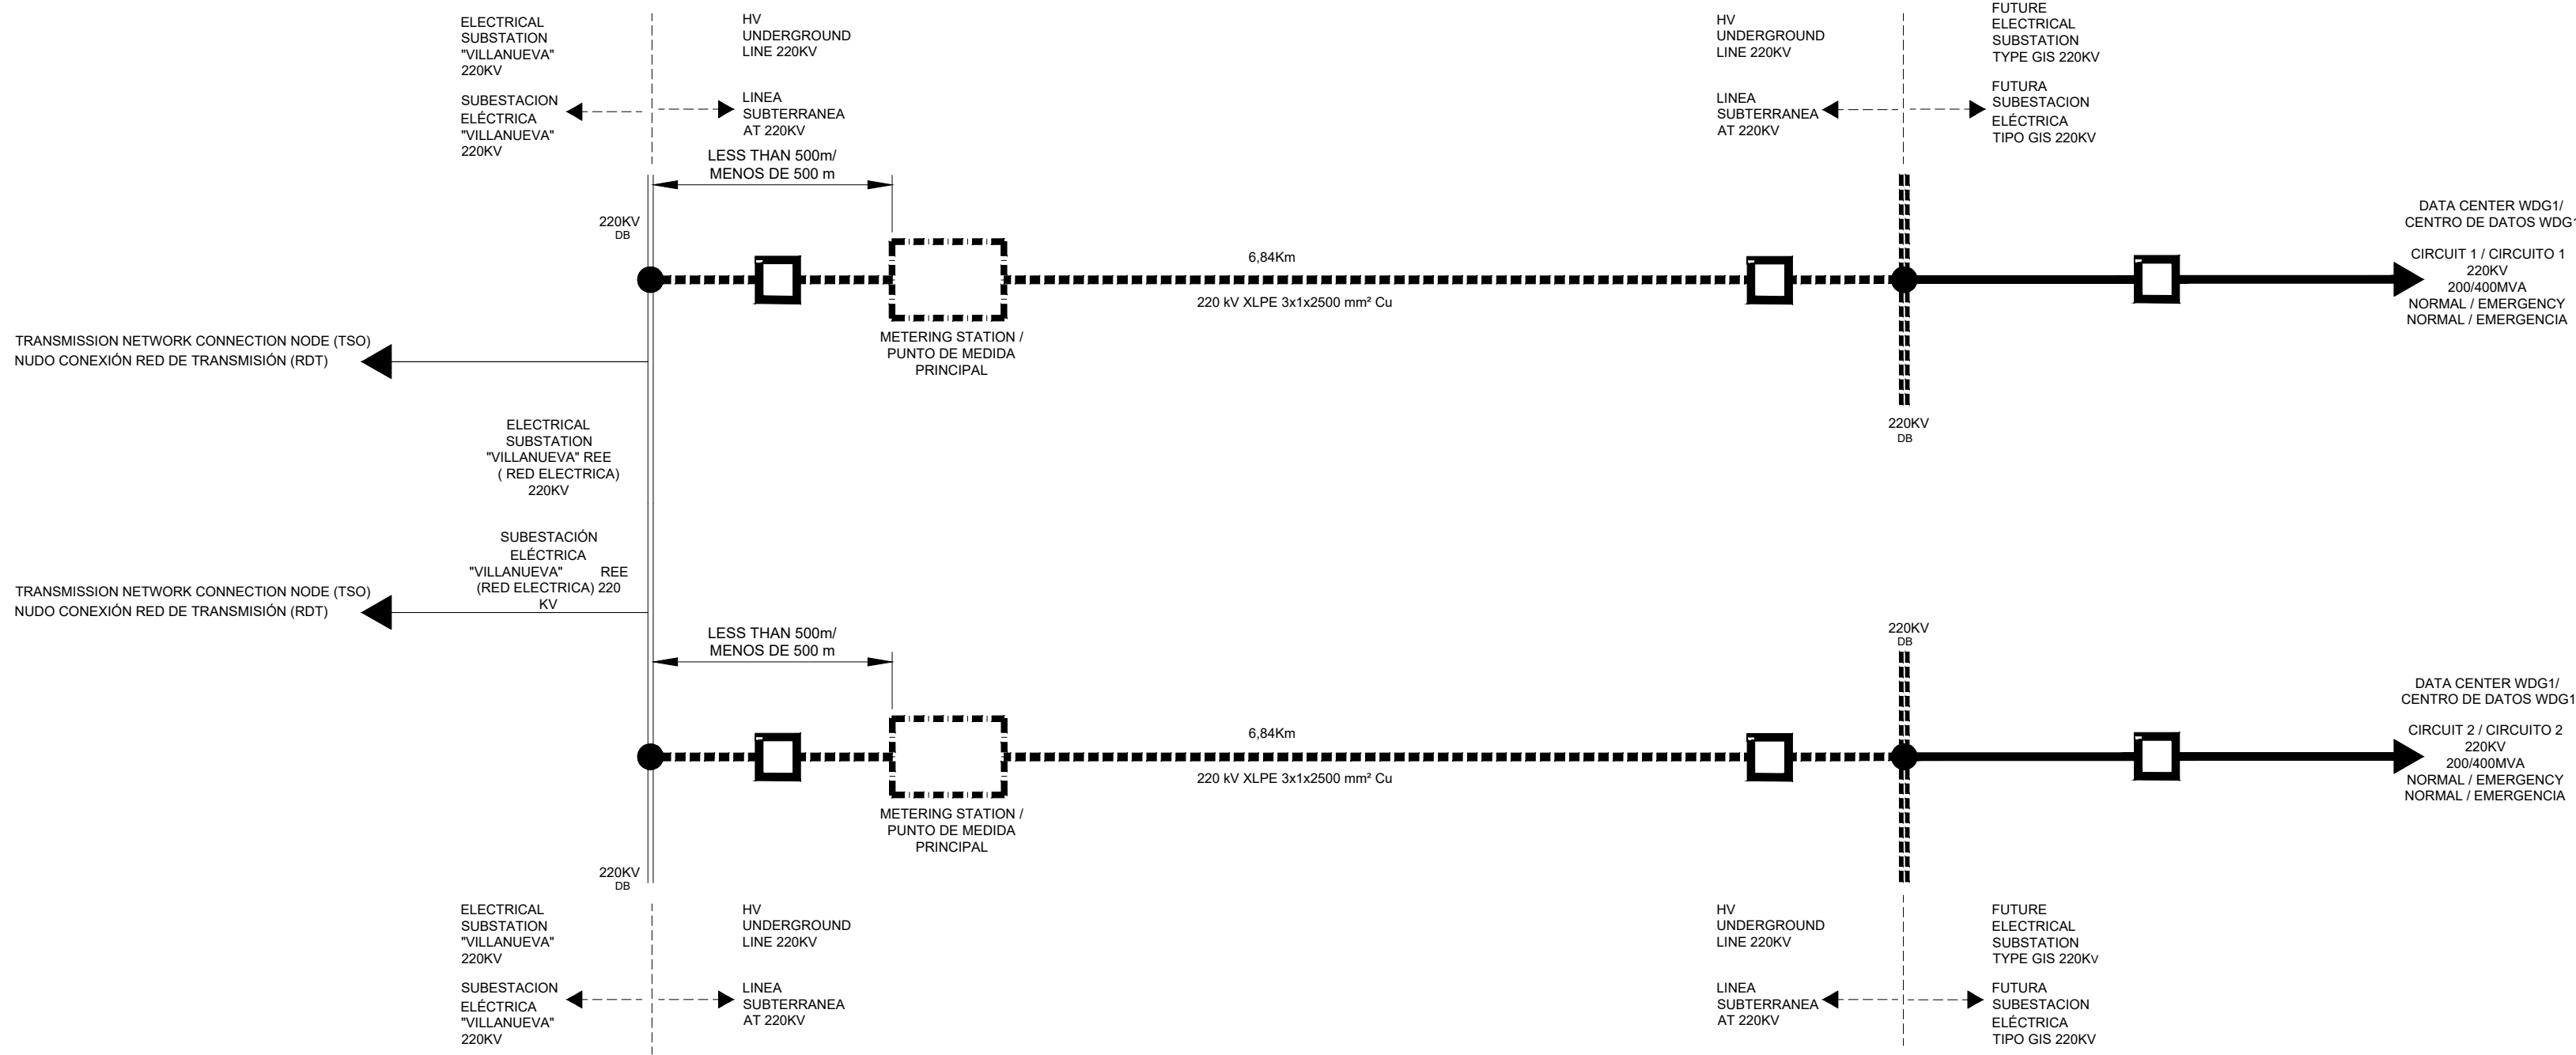 ELECTRICAL
SUBSTATION
"VILLANUEVA"
220KV
SUBESTACION
ELÉCTRICA
"VILLANUEVA"
220KV
HV
UNDERGROUND
LINE 220KV
LINEA
SUBTERRANEA
AT 220KV
HV
UNDERGROUND
LINE 220KV
LINEA
SUBTERRANEA
AT 220KV
FUTURE
ELECTRICAL
SUBSTATION
TYPE GIS 220KV
FUTURA
SUBESTACION
ELÉCTRICA
TIPO GIS 220KV
LESS THAN 500m/
MENOS DE 500 m
220KV
DB
6,84Km
220 kV XLPE 3x1x2500 mm² Cu
METERING STATION /
PUNTO DE MEDIDA
PRINCIPAL
220KV
DB
DATA CENTER WDG1/
CENTRO DE DATOS WDG1
CIRCUIT 1 / CIRCUITO 1
220KV
200/400MVA
NORMAL / EMERGENCY
NORMAL / EMERGENCIA
TRANSMISSION NETWORK CONNECTION NODE (TSO)
NUDO CONEXIÓN RED DE TRANSMISIÓN (RDT)
ELECTRICAL
SUBSTATION
"VILLANUEVA" REE
( RED ELECTRICA)
220KV
SUBESTACIÓN
ELÉCTRICA
"VILLANUEVA" REE
(RED ELECTRICA) 220
KV
TRANSMISSION NETWORK CONNECTION NODE (TSO)
NUDO CONEXIÓN RED DE TRANSMISIÓN (RDT)
LESS THAN 500m/
MENOS DE 500 m
220KV
DB
6,84Km
220 kV XLPE 3x1x2500 mm² Cu
METERING STATION /
PUNTO DE MEDIDA
PRINCIPAL
DATA CENTER WDG1/
CENTRO DE DATOS WDG1
CIRCUIT 2 / CIRCUITO 2
220KV
200/400MVA
NORMAL / EMERGENCY
NORMAL / EMERGENCIA
220KV
DB
ELECTRICAL
SUBSTATION
"VILLANUEVA"
220KV
SUBESTACION
ELÉCTRICA
"VILLANUEVA"
220KV
HV
UNDERGROUND
LINE 220KV
LINEA
SUBTERRANEA
AT 220KV
HV
UNDERGROUND
LINE 220KV
LINEA
SUBTERRANEA
AT 220KV
FUTURE
ELECTRICAL
SUBSTATION
TYPE GIS 220KV
FUTURA
SUBESTACION
ELÉCTRICA
TIPO GIS 220KV